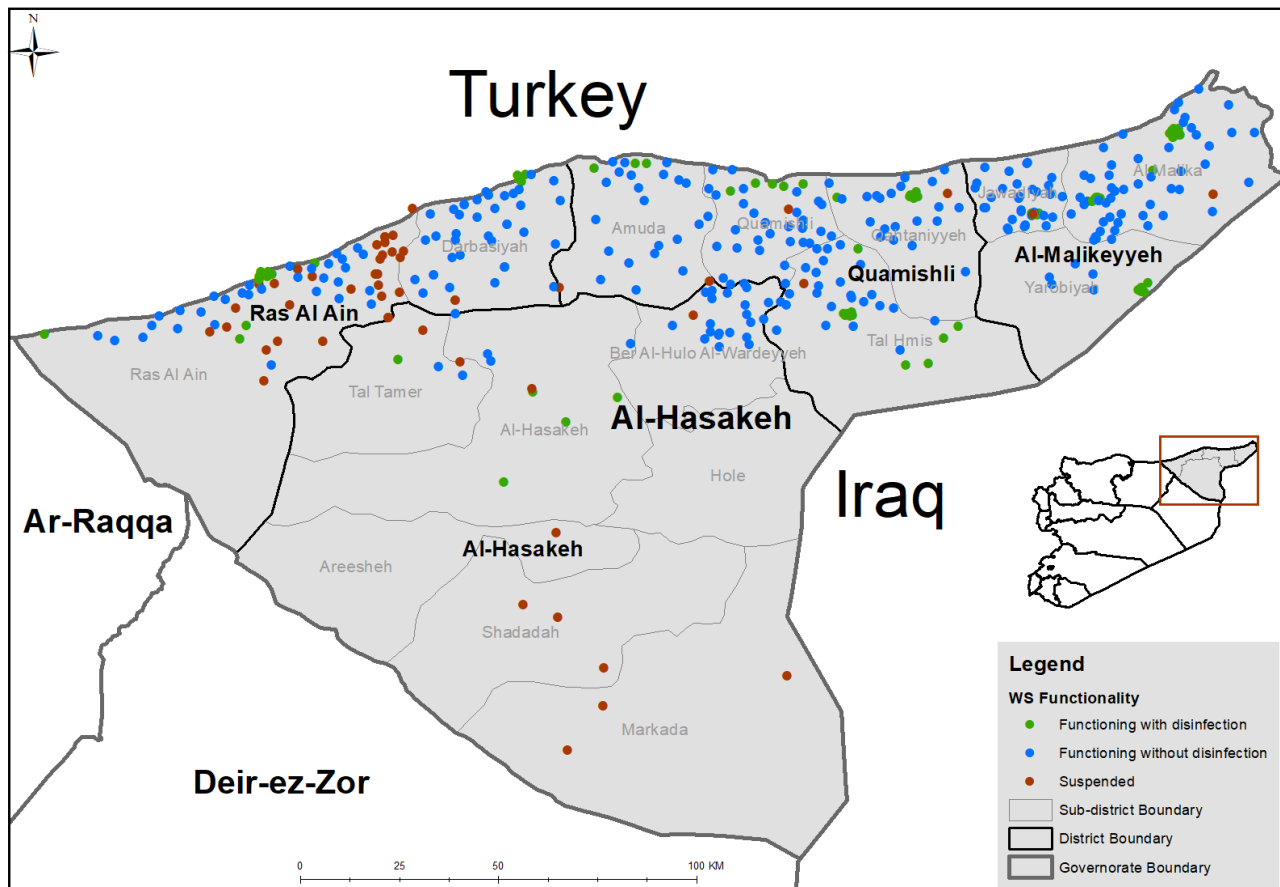 N
Turkey
Al Malika
Jawadiyah
Quamishli
Amuda
Qahtaniyyeh
Darbasiyah
Al-Malikeyyeh
Quamishli
Yarobiyah
Ras Al Ain
Tal Hmis
Ber Al-Hulo Al-Wardeyyeh
Ras Al Ain
Tal Tamer
Al-Hasakeh
Al-Hasakeh
Hole
Iraq
Ar-Raqqa
Al-Hasakeh
Areesheh
Shadadah
Markada
Deir-ez-Zor
Legend
WS Functionality
Functioning with disinfection
Functioning without disinfection
Suspended
Sub-district Boundary
District Boundary
Governorate Boundary
0 25 50 100 KM